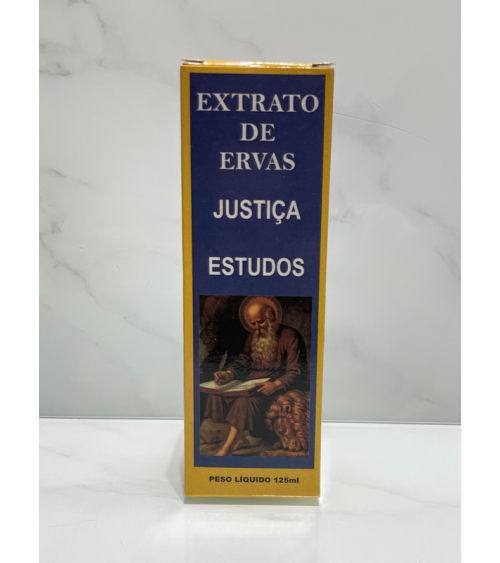 EXTRATO
DE
ERVAS
JUSTIÇA
ESTUDOS
PESO LÍQUIDO 125ml